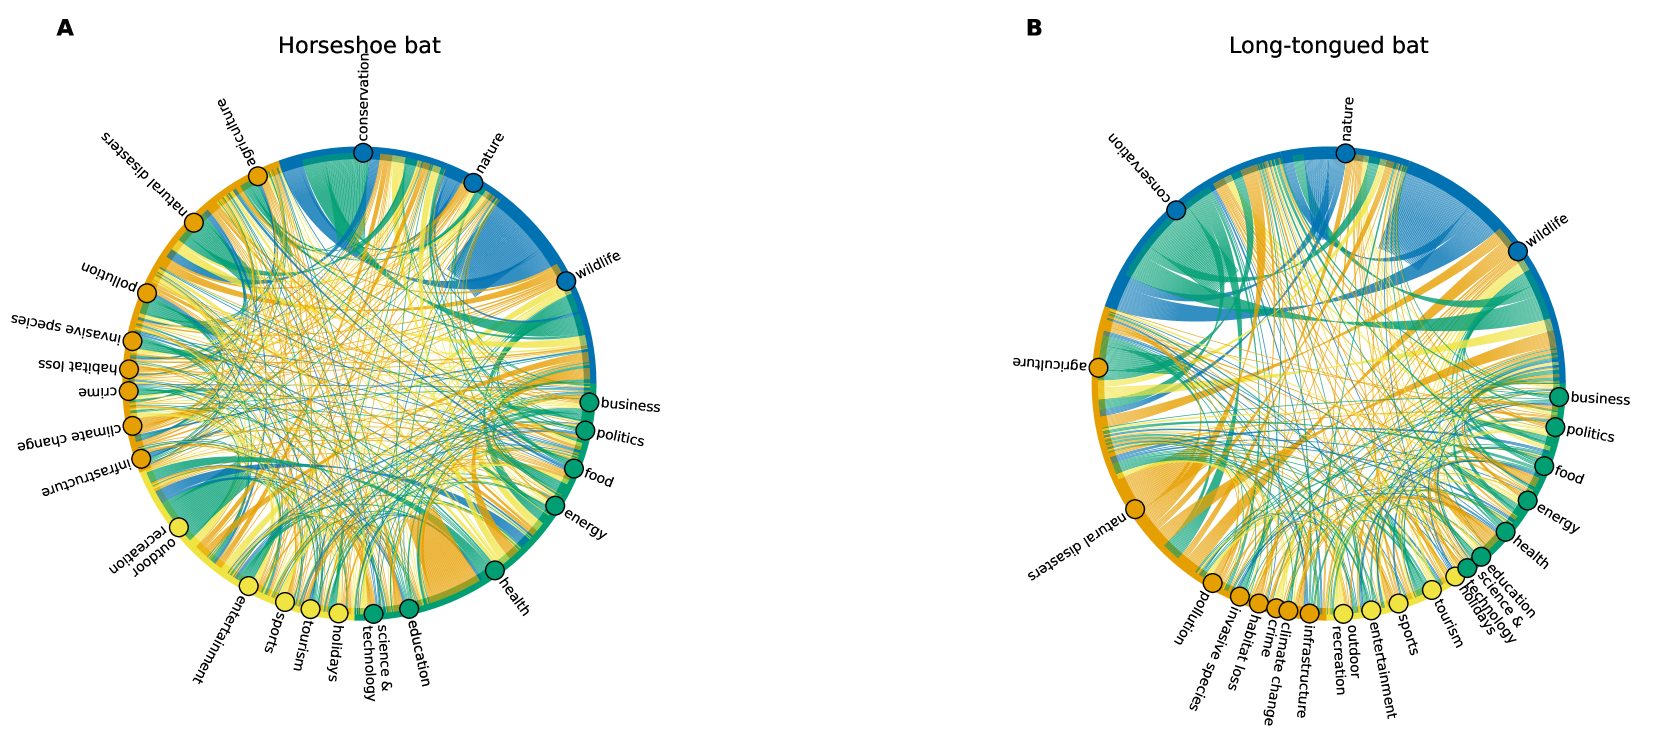 A
Horseshoe bat
conservation
nature
wildlife
business
politics
food
energy
health
education
science &
technology
holidays
tourism
sports
entertainment
outdoor
recreation
infrastructure
climate change
crime
habitat loss
invasive species
pollution
natural disasters
agriculture
B
Long-tongued bat
nature
wildlife
business
politics
food
energy
health
education
science &
technology
holidays
tourism
sports
entertainment
outdoor
recreation
infrastructure
climate change
crime
habitat loss
invasive species
pollution
natural disasters
agriculture
conservation